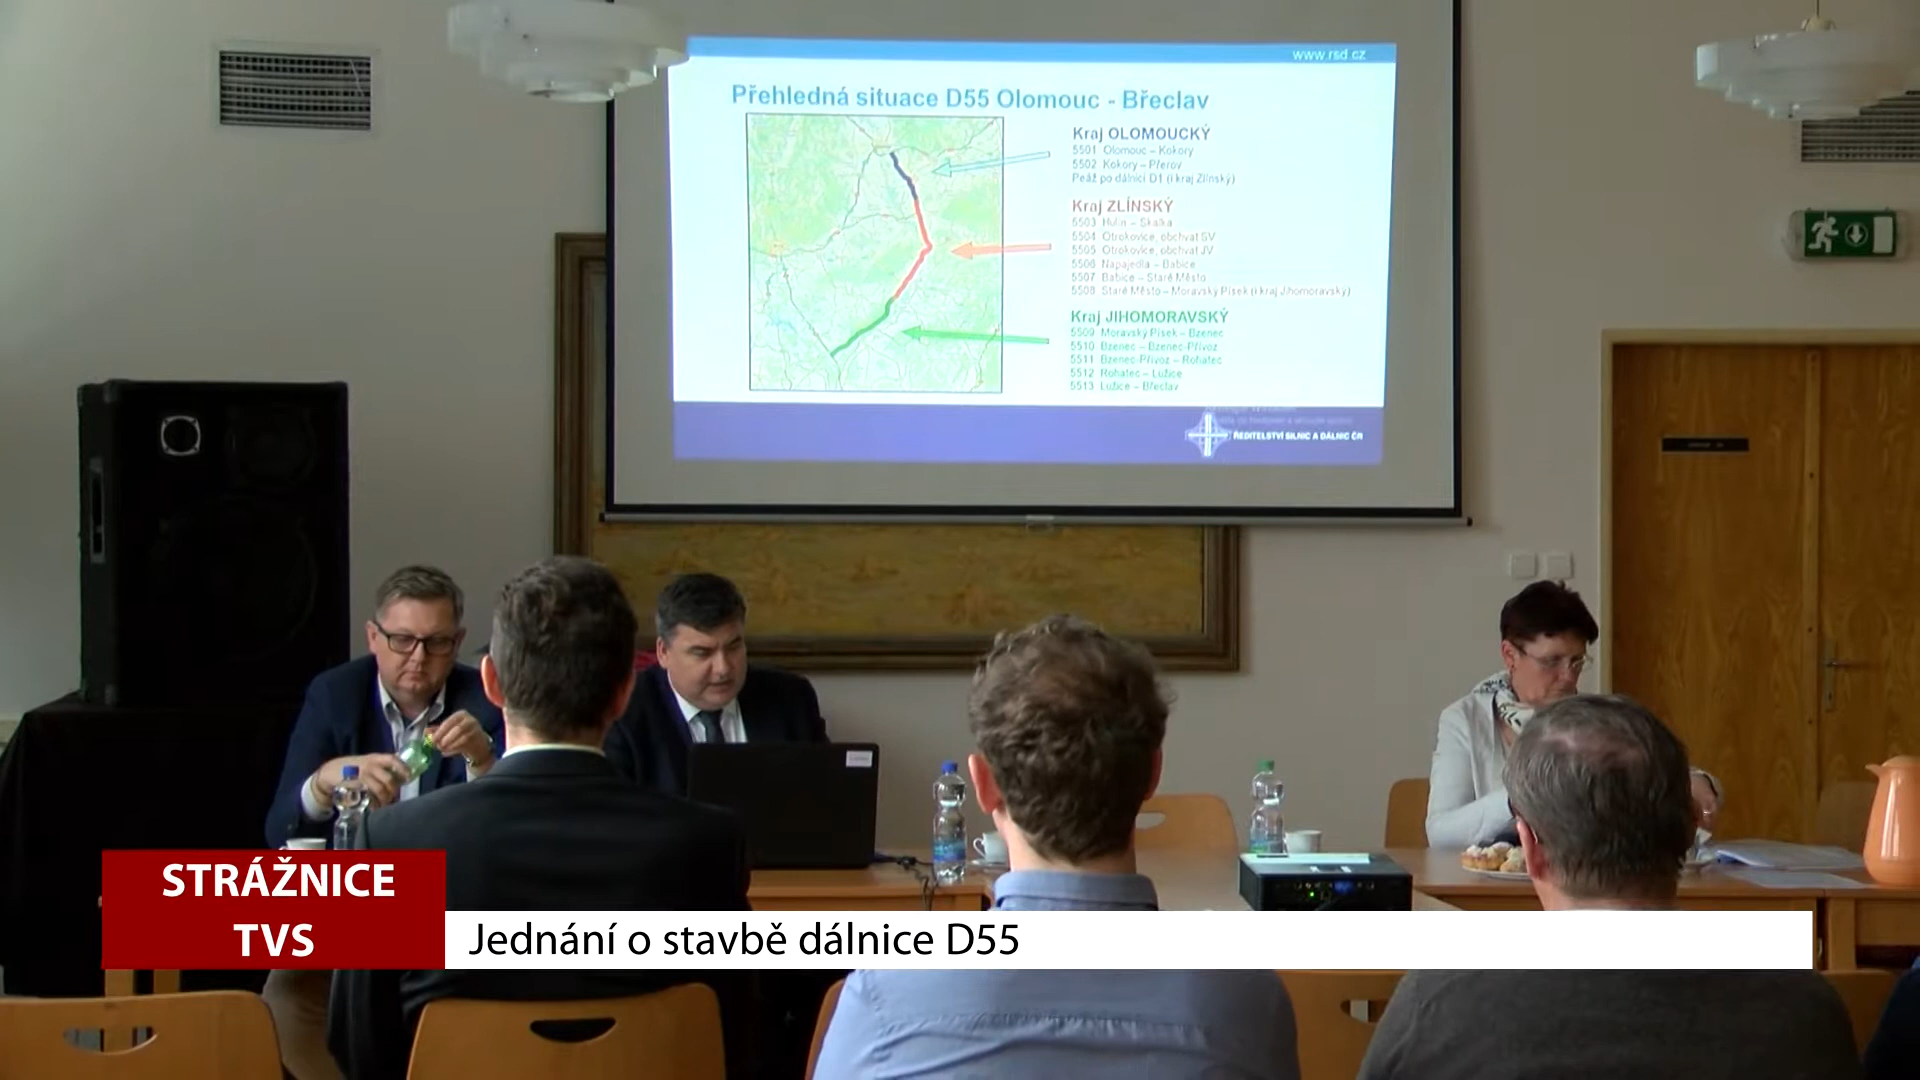 www.rsd.cz
Přehledná situace D55 Olomouc - Břeclav
Kraj OLOMOUCKÝ
5501 Olomouc – Kokory
5502 Kokory – Přerov
Peáž po dálnici D1 (i kraj Zlínský)
Kraj ZLÍNSKÝ
5503 Hulín – Skalka
5504 Otrokovice, obchvat SV
5505 Otrokovice, obchvat JV
5506 Napajedla – Babice
5507 Babice – Staré Město
5508 Staré Město – Moravský Písek (i kraj Jihomoravský)
Kraj JIHOMORAVSKÝ
5509 Moravský Písek – Bzenec
5510 Bzenec – Bzenec-Přívoz
5511 Bzenec-Přívoz – Rohatec
5512 Rohatec – Lužice
5513 Lužice – Břeclav
ŘEDITELSTVÍ SILNIC A DÁLNIC ČR
STRÁŽNICE
TVS
Jednání o stavbě dálnice D55